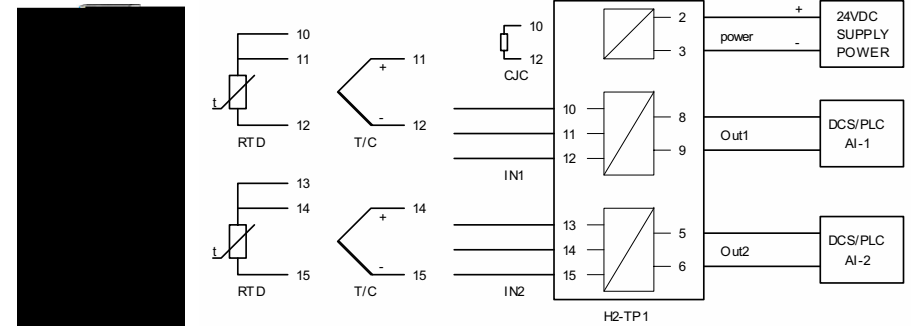 10
11
t
12
RTD
11
+
-
12
T/C
10
12
CJC
2
3
power
+
-
24VDC
SUPPLY
POWER
10
11
12
IN1
8
9
Out1
DCS/PLC
AI-1
13
14
t
15
RTD
14
+
-
15
T/C
13
14
15
IN2
5
6
Out2
DCS/PLC
AI-2
H2-TP1